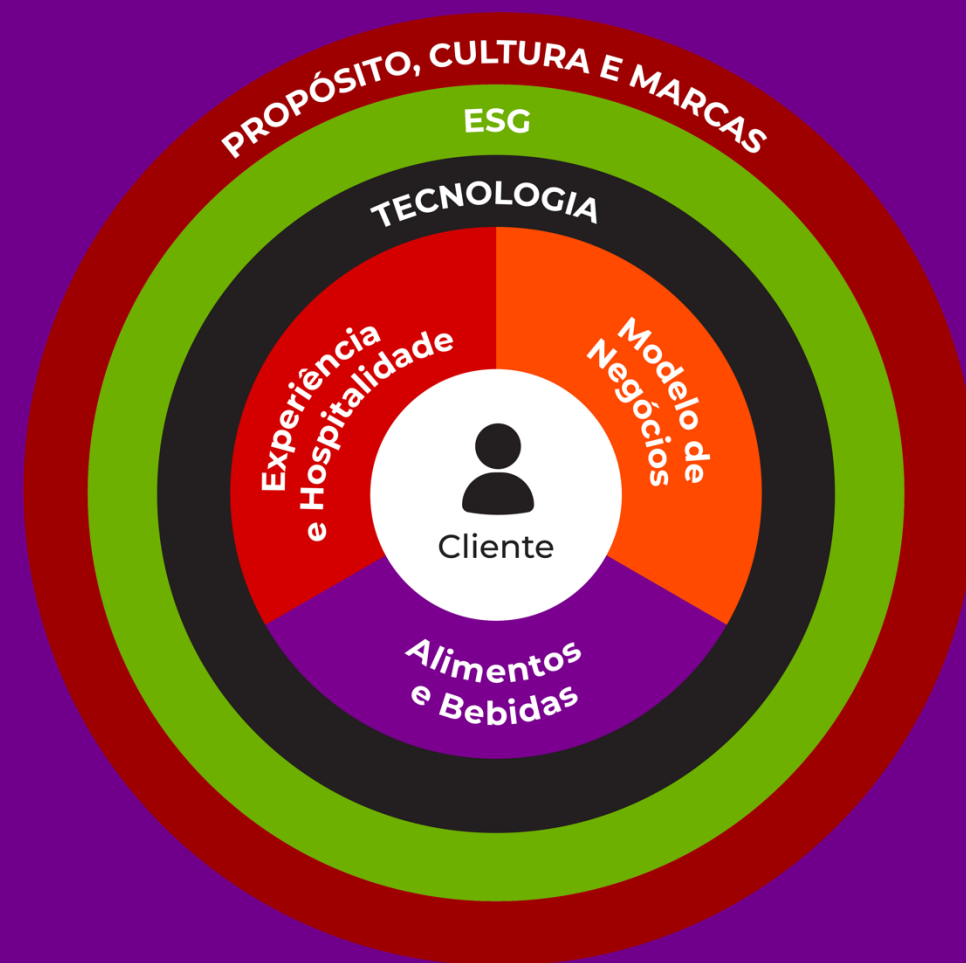 PROPÓSITO, CULTURA E MARCAS
ESG
TECNOLOGIA
Experiência
e Hospitalidade
Modelo de
Negócios
Cliente
Alimentos
e Bebidas